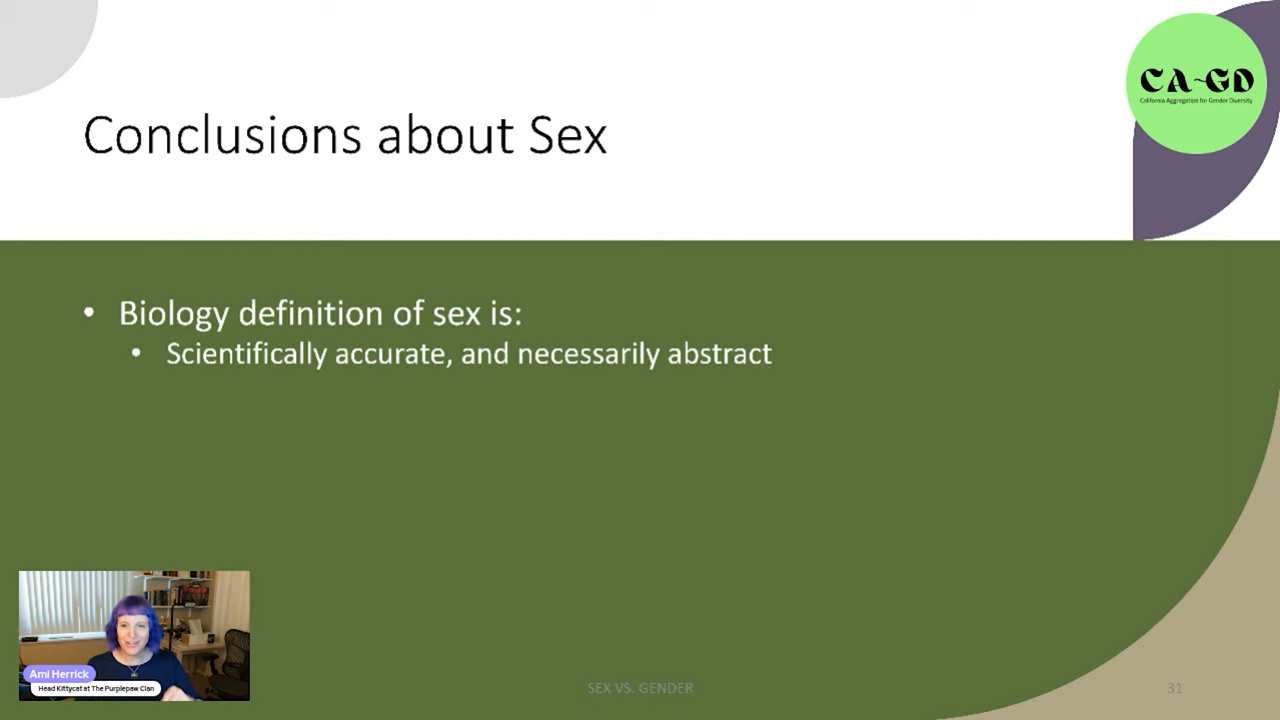 CA~GD
California Aggregation for Gender Diversity
Conclusions about Sex
• Biology definition of sex is:
• Scientifically accurate, and necessarily abstract
Ami Herrick
Head Kittycat at The Purplepaw Clan
SEX VS. GENDER
31